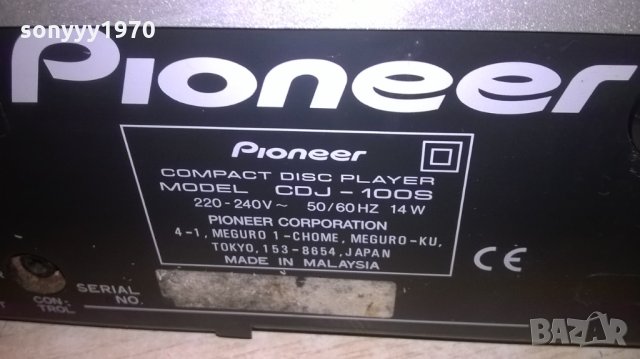 sonyyy1970
Pioneer
Pioneer
COMPACT DISC PLAYER
MODEL CDJ-100S
220-240V~ 50/60HZ 14W
PIONEER CORPORATION
4-1, MEGURO 1-CHOME, MEGURO-KU,
TOKYO, 153-8654, JAPAN
MADE IN MALAYSIA
CE
CON-
TROL
SERIAL
NO.
BAZAR